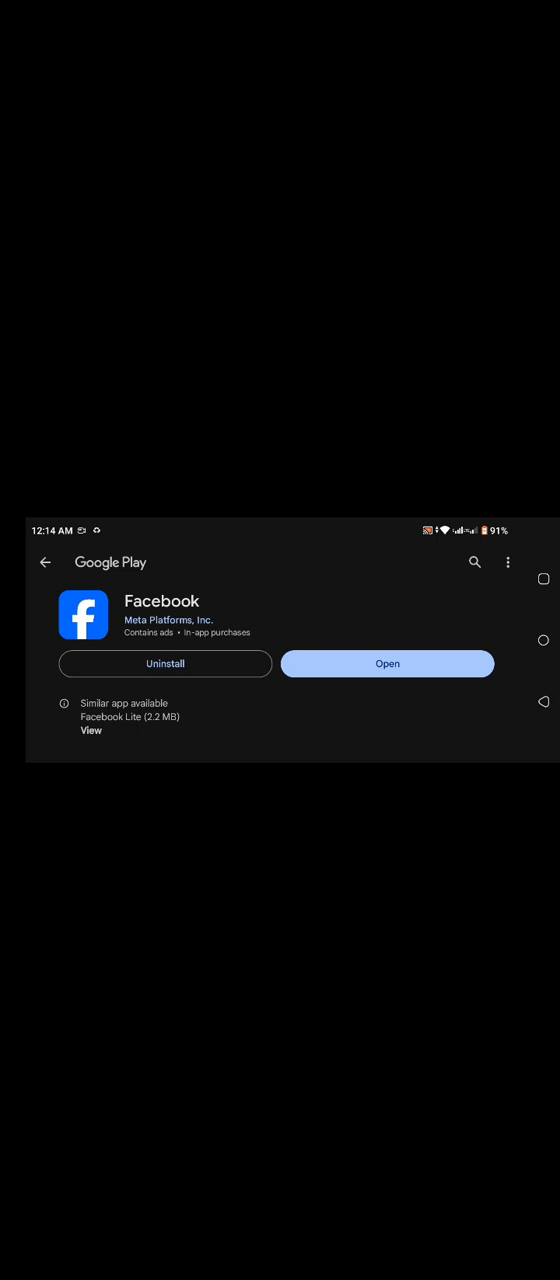 12:14 AM 91%
Google Play
Facebook
Meta Platforms, Inc.
Contains ads • In-app purchases
Uninstall Open
Similar app available
Facebook Lite (2.2 MB)
View